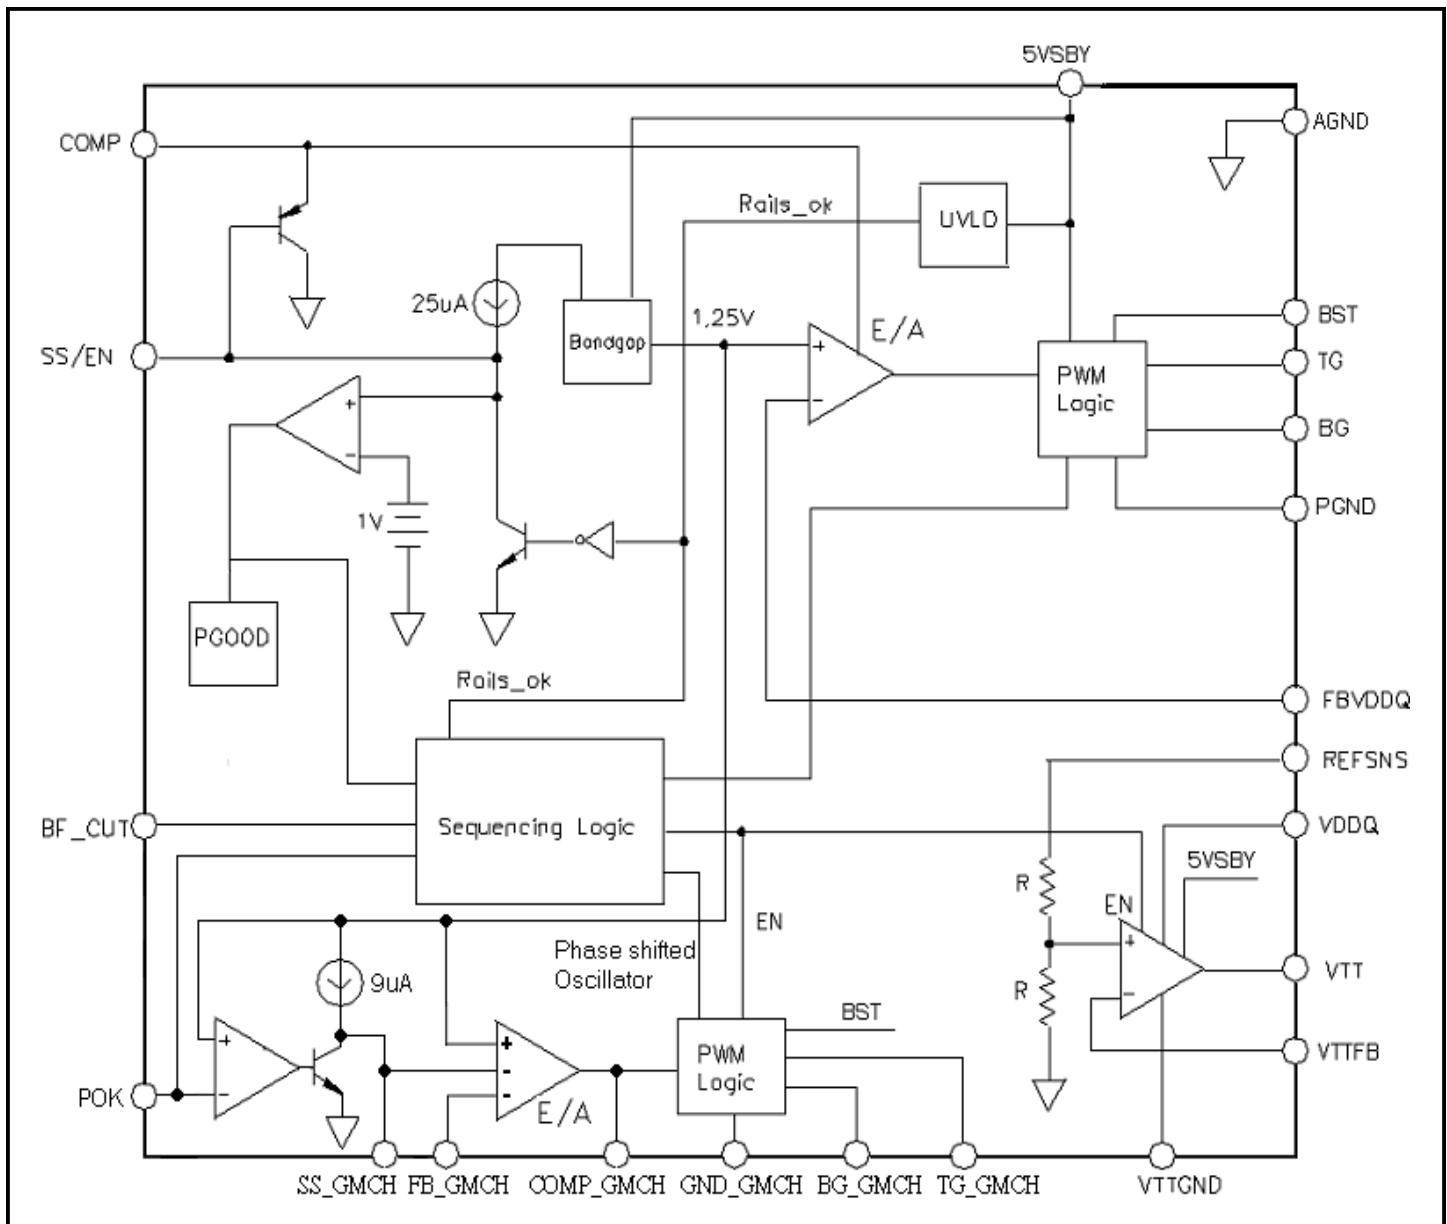 5VSBY
AGND
COMP
Rails_ok
UVLO
25uA
1,25V
E/A
BST
Bandgap
SS/EN
TG
PWM
Logic
+
-
BG
+
-
1V
PGND
PGOOD
Rails_ok
FBVDDQ
REFSNS
BF_CUT
Sequencing Logic
VDDQ
5VSBY
R
EN
EN
+
-
Phase shifted
Oscillator
9uA
VTT
R
BST
+
-
+
-
-
PWM
Logic
VTTFB
POK
E/A
SS_GMCH
FB_GMCH
COMP_GMCH
GND_GMCH
BG_GMCH
TG_GMCH
VTTGND